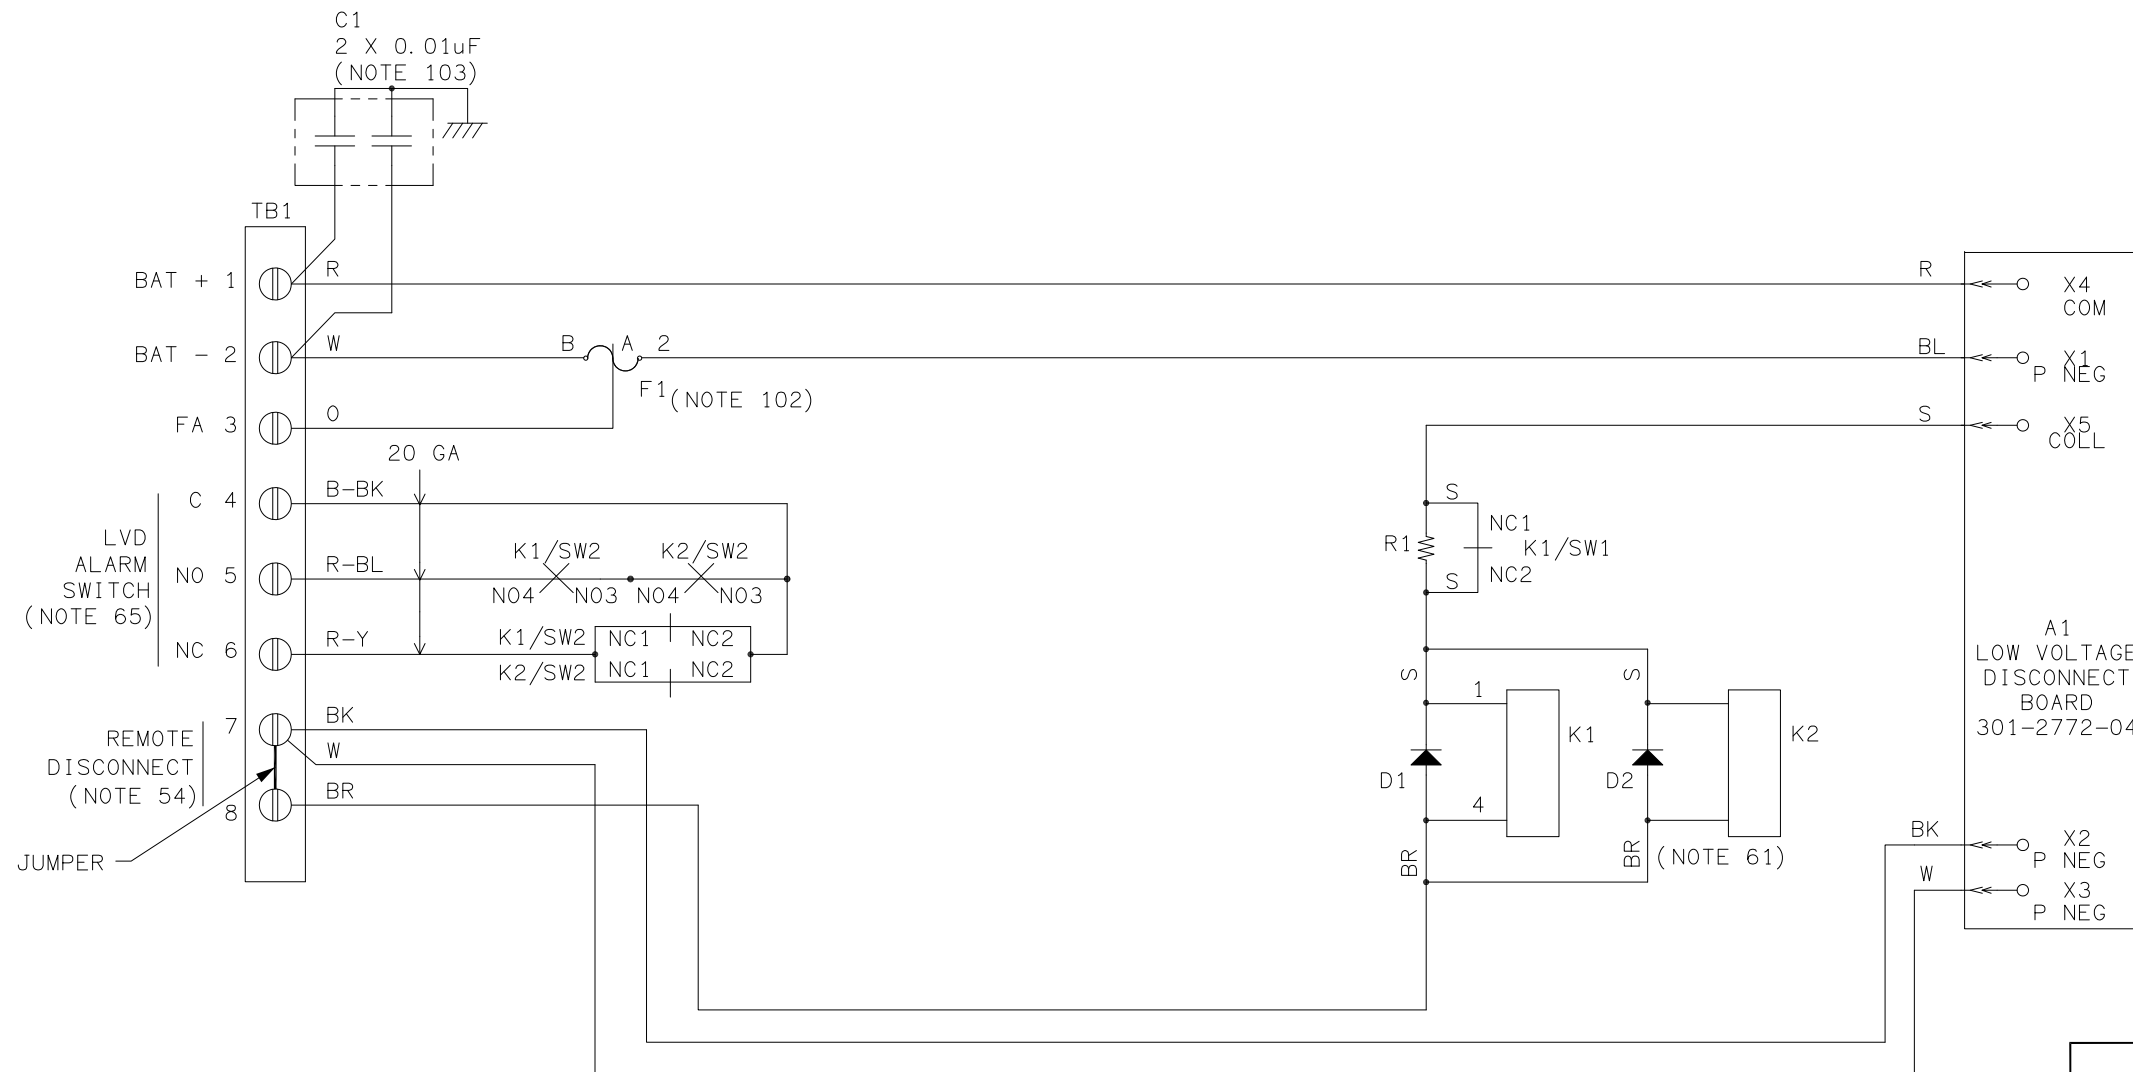 C1
2 X 0.01uF
(NOTE 103)
TB1
BAT + 1
R
R
X4
COM
BAT - 2
W
B
A
2
F1
(NOTE 102)
BL
X1
P NEG
FA 3
O
S
X5
COLL
20 GA
C 4
B-BK
LVD
ALARM
SWITCH
(NOTE 65)
NO 5
R-BL
K1/SW2
NO4
NO3
K2/SW2
NO4
NO3
NC 6
R-Y
K1/SW2
NC1
NC2
K2/SW2
NC1
NC2
S
NC1
R1
K1/SW1
NC2
S
A1
LOW VOLTAGE
DISCONNECT
BOARD
301-2772-04
S
S
1
K1
K2
D1
D2
4
BR
BR
(NOTE 61)
7
BK
REMOTE
DISCONNECT
(NOTE 54)
W
BR
8
JUMPER
BK
X2
P NEG
W
X3
P NEG